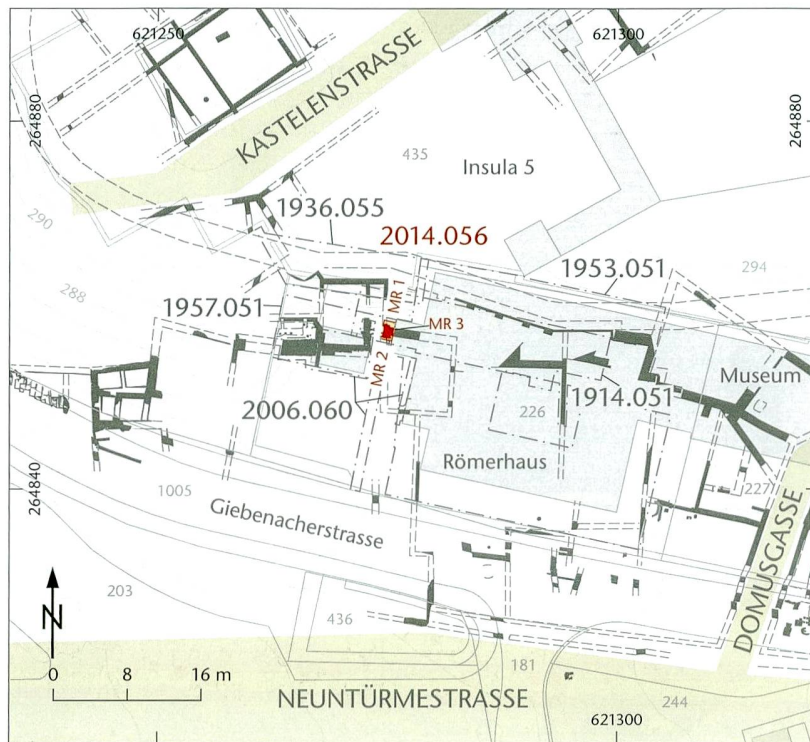 621250
621300
264880
264880
KASTELENSTRASSE
435
Insula 5
290
1936.055
2014.056
1953.051
294
288
1957.051
MR 1
MR 3
MR 2
Museum
2006.060
1914.051
226
Römerhaus
264840
1005
227
Giebenacherstrasse
DOMUSGASSE
203
436
N
0 8 16 m
181
NEUNTÜRMESTRASSE
244
621300